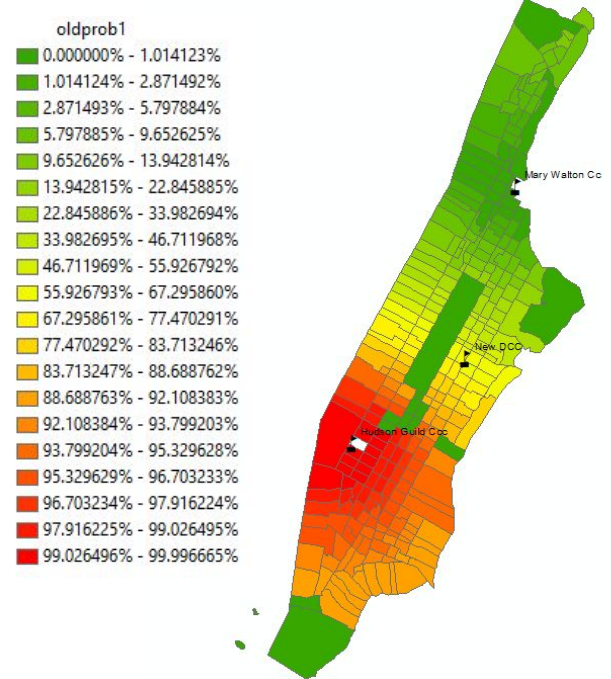 oldprob1
0.000000% - 1.014123%
1.014124% - 2.871492%
2.871493% - 5.797884%
5.797885% - 9.652625%
9.652626% - 13.942814%
13.942815% - 22.845885%
22.845886% - 33.982694%
33.982695% - 46.711968%
46.711969% - 55.926792%
55.926793% - 67.295860%
67.295861% - 77.470291%
77.470292% - 83.713246%
83.713247% - 88.688762%
88.688763% - 92.108383%
92.108384% - 93.799203%
93.799204% - 95.329628%
95.329629% - 96.703233%
96.703234% - 97.916224%
97.916225% - 99.026495%
99.026496% - 99.996665%
Mary Walton Cc
New DCC
Hudson Guild Ccc